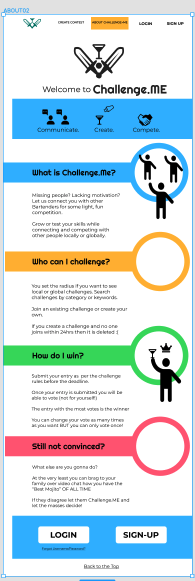 ABOUT02
CREATE CONTEST
ABOUT CHALLENGE.ME
LOGIN
SIGN UP
Welcome to Challenge.ME
Communicate.
Create.
Compete.
What is Challenge.Me?
Missing people? Lacking motivation?
Let us connect you with other
Bartenders for some light, fun
competition.
Grow or test your skills while
connecting and competing with
other people locally or globally.
Who can I challenge?
You set the radius if you want to see
local or global challenges. Search
challenges by category or keywords.
Join an existing challenge or create your
own.
If you create a challenge and no one
joins within 24hrs then it is deleted :(
How do I win?
Submit your entry as per the challenge
rules before the deadline.
Once your entry is submitted you will be
able to vote (not for yourself)
The entry with the most votes is the winner
You can change your vote as many times
as you want BUT you can only vote once!
Still not convinced?
What else are you gonna do?
At the very least you can brag to your
family over video chat how you have the
"Best Mojito" OF ALL TIME
If they disagree let them Challenge.ME and
let the masses decide!
LOGIN
SIGN-UP
Back to the Top